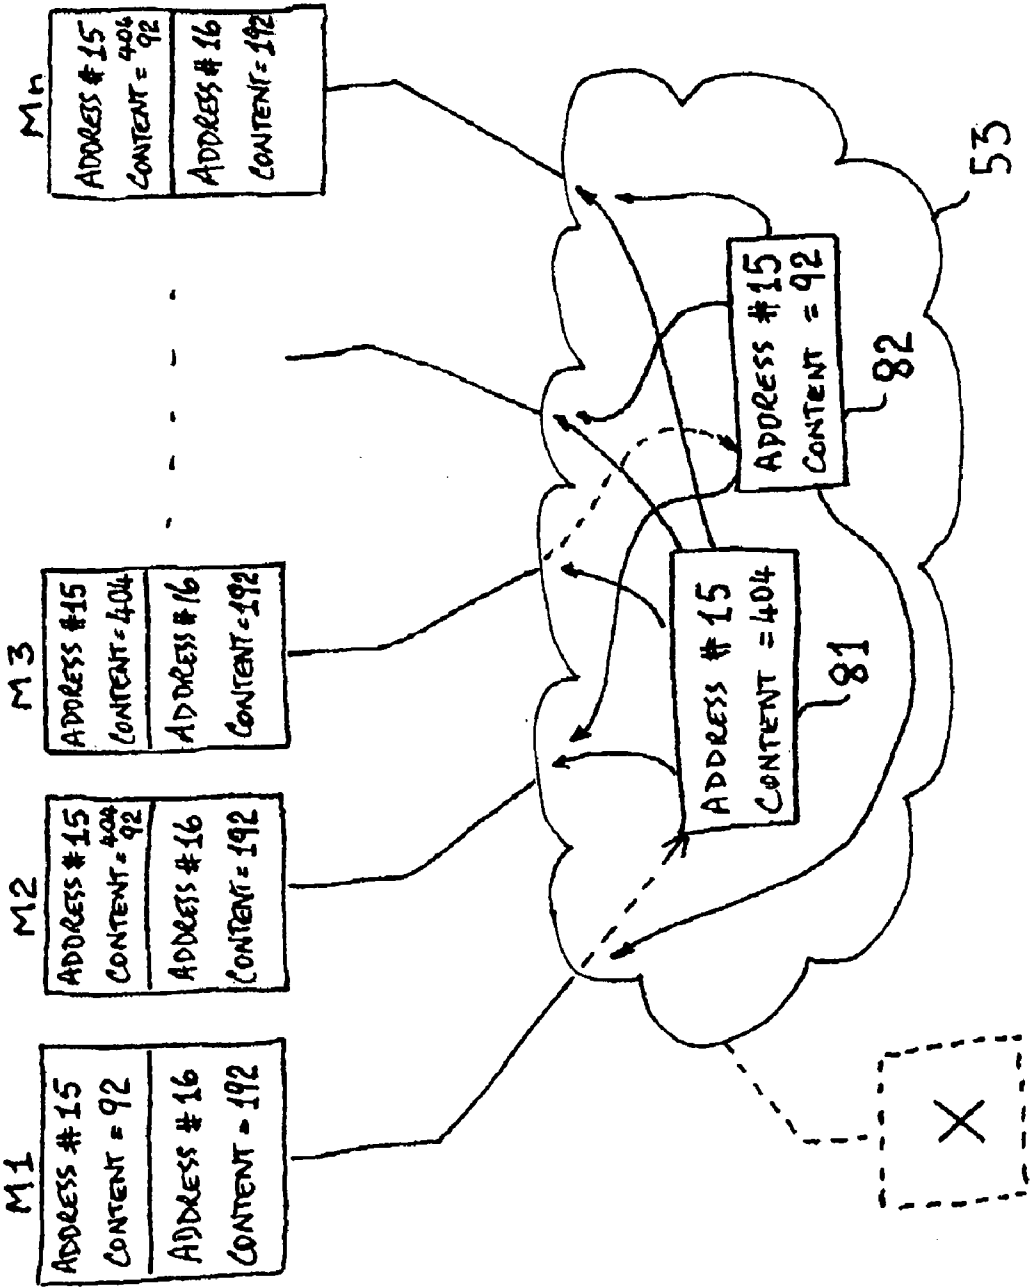 M1
ADDRESS #15
CONTENT = 92
ADDRESS #16
CONTENT = 192
M2
ADDRESS #15
CONTENT = 404
92
ADDRESS #16
CONTENT = 192
M3
ADDRESS #15
CONTENT = 404
ADDRESS #16
CONTENT = 192
Mn
ADDRESS #15
CONTENT = 404
92
ADDRESS #16
CONTENT = 192
ADDRESS #15
CONTENT = 404
81
ADDRESS #15
CONTENT = 92
82
53
X